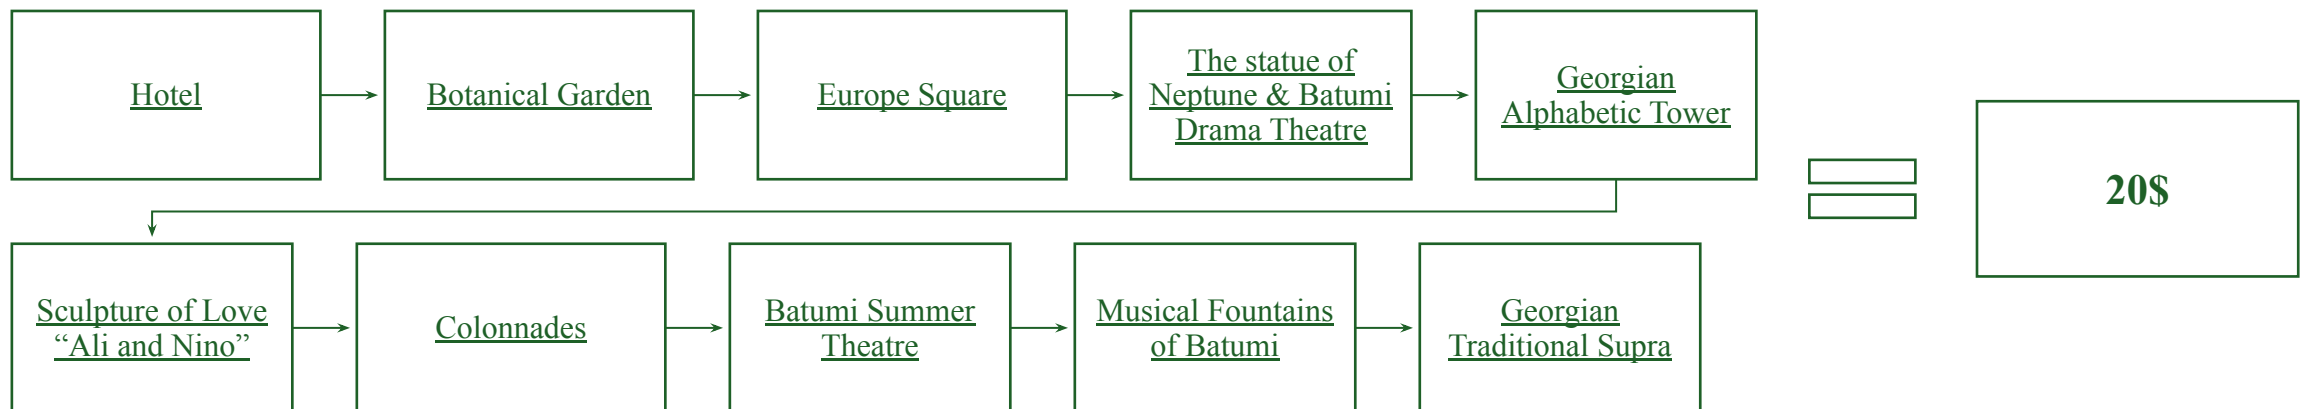 Hotel
Botanical Garden
Europe Square
The statue of
Neptune & Batumi
Drama Theatre
Georgian
Alphabetic Tower
Sculpture of Love
“Ali and Nino”
Colonnades
Batumi Summer
Theatre
Musical Fountains
of Batumi
Georgian
Traditional Supra
20$